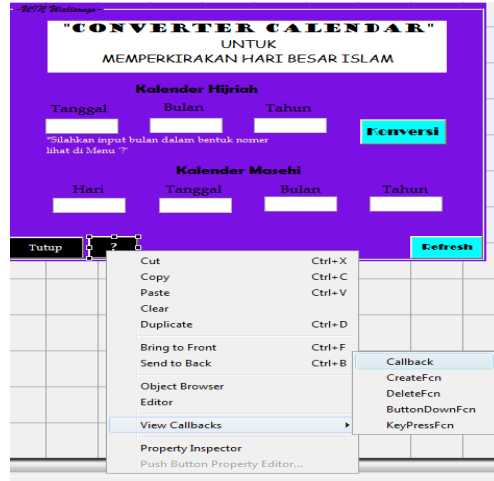 -UIN Walisongo-
"CONVERTER CALENDAR"
UNTUK
MEMPERKIRAKAN HARI BESAR ISLAM
Kalender Hijriah
Tanggal Bulan Tahun
*Silahkan input bulan dalam bentuk nomer
lihat di Menu '?'
Konversi
Kalender Masehi
Hari Tanggal Bulan Tahun
Tutup ? Refresh
Cut Ctrl+X
Copy Ctrl+C
Paste Ctrl+V
Clear
Duplicate Ctrl+D
Bring to Front Ctrl+F
Send to Back Ctrl+B
Object Browser
Editor
View Callbacks
Property Inspector
Push Button Property Editor...
Callback
CreateFcn
DeleteFcn
ButtonDownFcn
KeyPressFcn